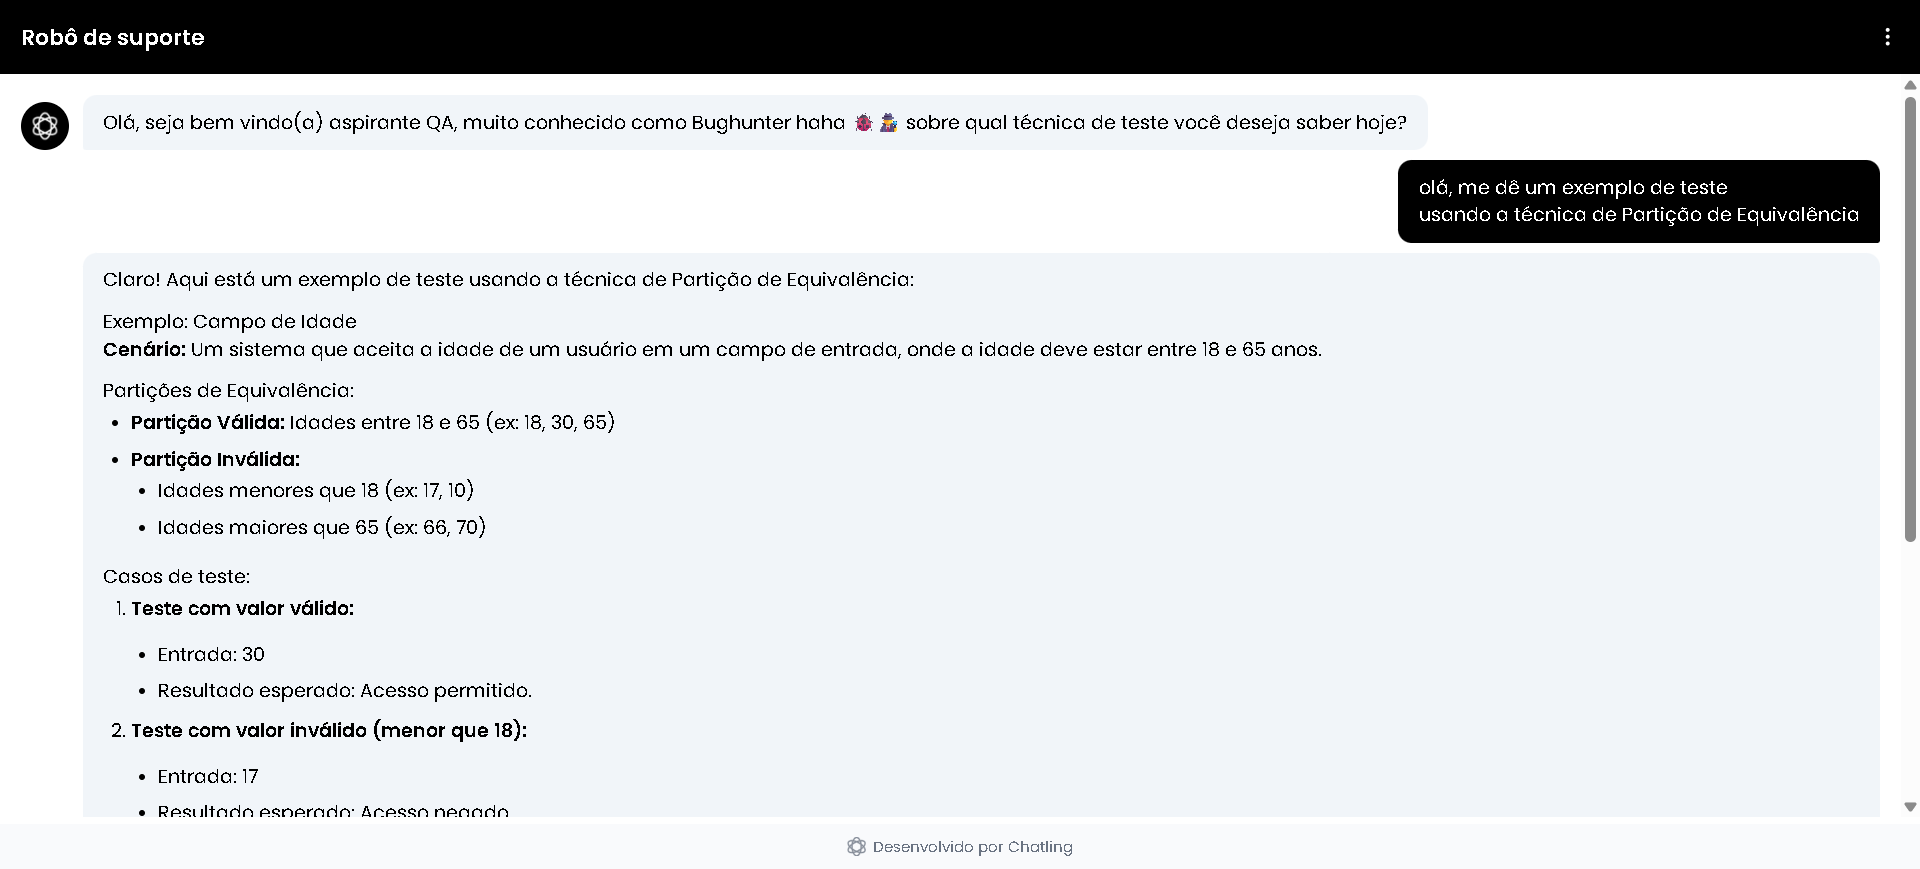 Robô de suporte
Olá, seja bem vindo(a) aspirante QA, muito conhecido como Bughunter haha 🐞 🕵️ sobre qual técnica de teste você deseja saber hoje?
olá, me dê um exemplo de teste
usando a técnica de Partição de Equivalência
Claro! Aqui está um exemplo de teste usando a técnica de Partição de Equivalência:
Exemplo: Campo de Idade
Cenário: Um sistema que aceita a idade de um usuário em um campo de entrada, onde a idade deve estar entre 18 e 65 anos.
Partições de Equivalência:
• Partição Válida: Idades entre 18 e 65 (ex: 18, 30, 65)
• Partição Inválida:
• Idades menores que 18 (ex: 17, 10)
• Idades maiores que 65 (ex: 66, 70)
Casos de teste:
1. Teste com valor válido:
• Entrada: 30
• Resultado esperado: Acesso permitido.
2. Teste com valor inválido (menor que 18):
• Entrada: 17
• Resultado esperado: Acesso negado.
Desenvolvido por Chatling